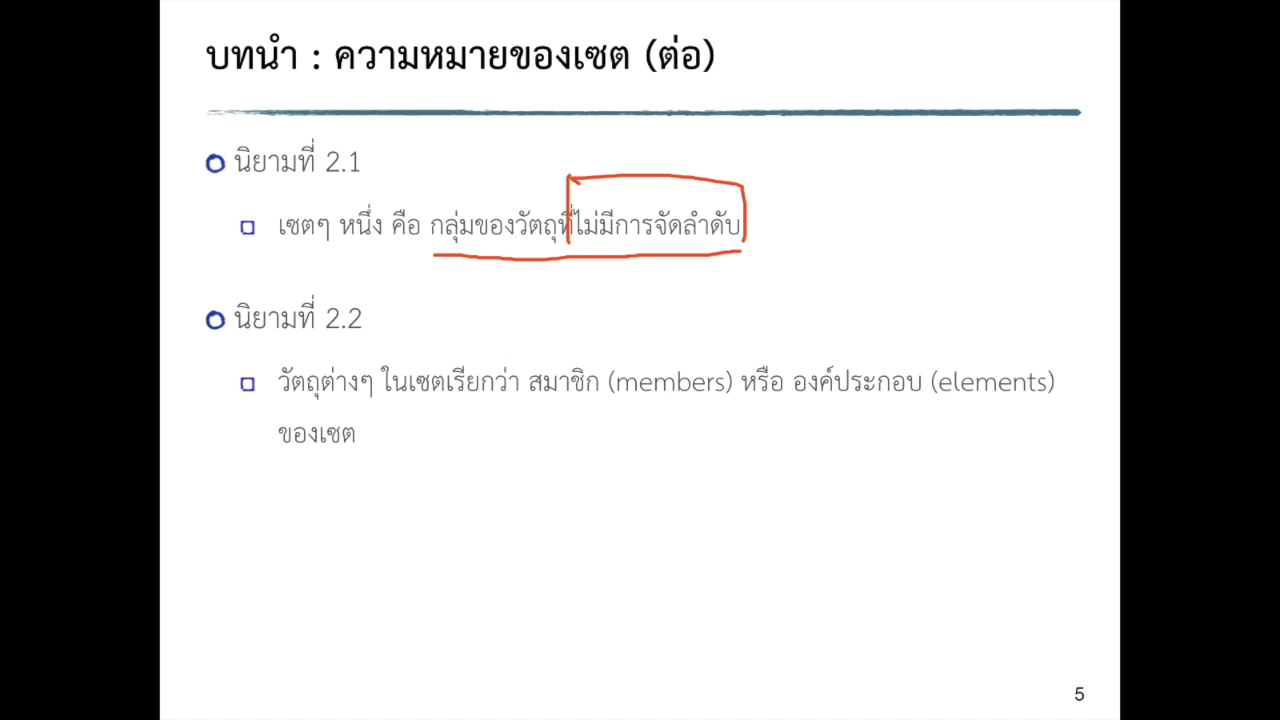 บทนำ : ความหมายของเซต (ต่อ)
นิยามที่ 2.1
เซตๆ หนึ่ง คือ กลุ่มของวัตถุที่ไม่มีการจัดลำดับ
นิยามที่ 2.2
วัตถุต่างๆ ในเซตเรียกว่า สมาชิก (members) หรือ องค์ประกอบ (elements)
ของเซต
5